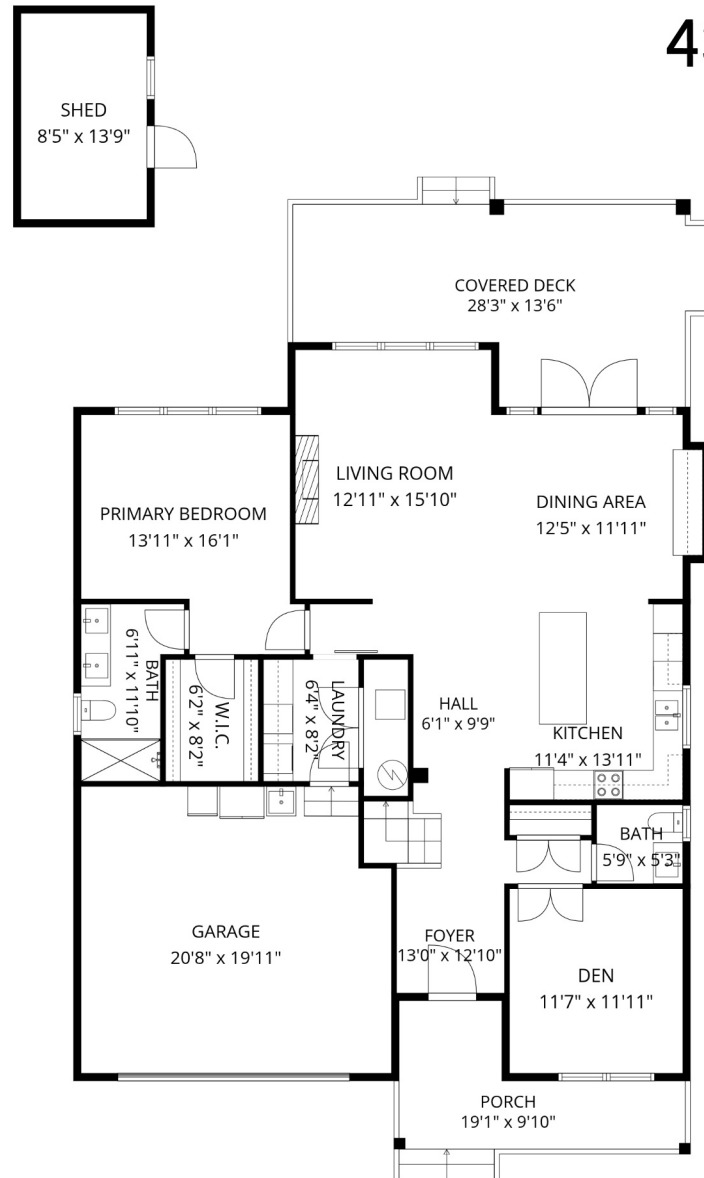 4
SHED
8'5" x 13'9"
COVERED DECK
28'3" x 13'6"
LIVING ROOM
12'11" x 15'10"
DINING AREA
12'5" x 11'11"
PRIMARY BEDROOM
13'11" x 16'1"
BATH
6'11" x 11'10"
W.I.C.
6'2" x 8'2"
LAUNDRY
6'4" x 8'2"
HALL
6'1" x 9'9"
KITCHEN
11'4" x 13'11"
BATH
5'9" x 5'3"
GARAGE
20'8" x 19'11"
FOYER
13'0" x 12'10"
DEN
11'7" x 11'11"
PORCH
19'1" x 9'10"